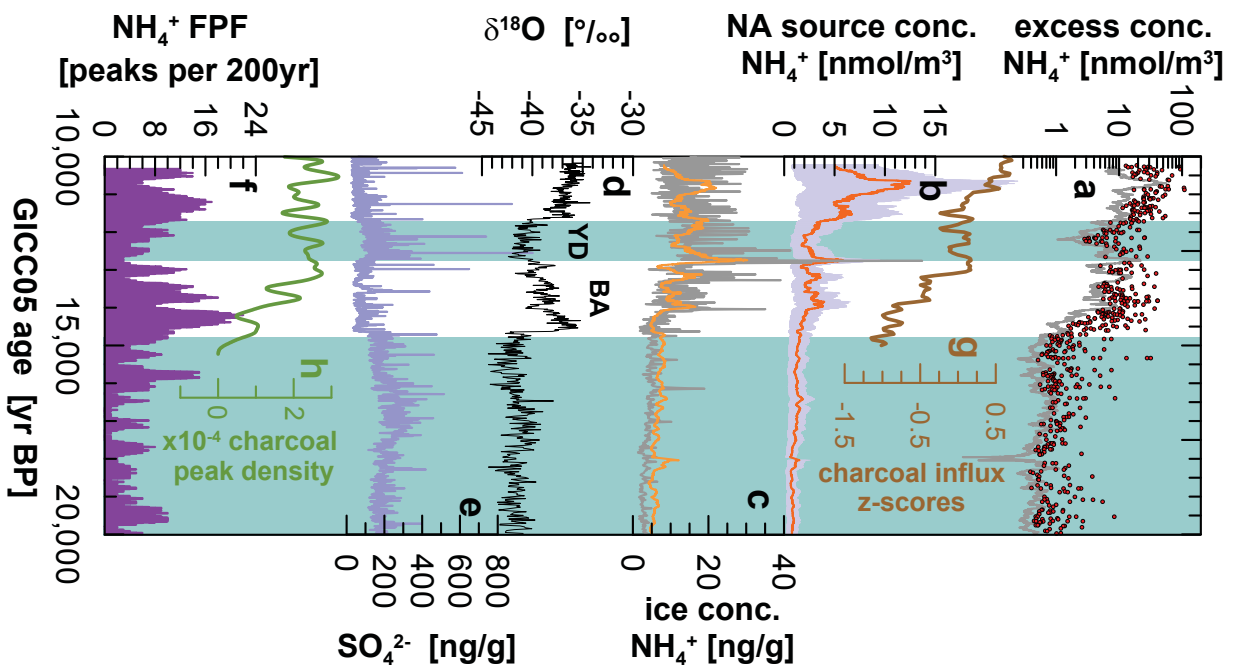 NH₄⁺ FPF
[peaks per 200yr]
δ¹⁸O [°/₀₀]
NA source conc.
NH₄⁺ [nmol/m³]
excess conc.
NH₄⁺ [nmol/m³]
0 8 16 24
-45 -40 -35 -30
0 5 10 15
1 10 100
10,000
15,000
20,000
GICC05 age [yr BP]
f
d
b
a
YD
BA
h
g
e
c
0 2
x10⁻⁴ charcoal
peak density
-1.5 -0.5 0.5
charcoal influx
z-scores
0 200 400 600 800
SO₄²⁻ [ng/g]
0 20 40
ice conc.
NH₄⁺ [ng/g]